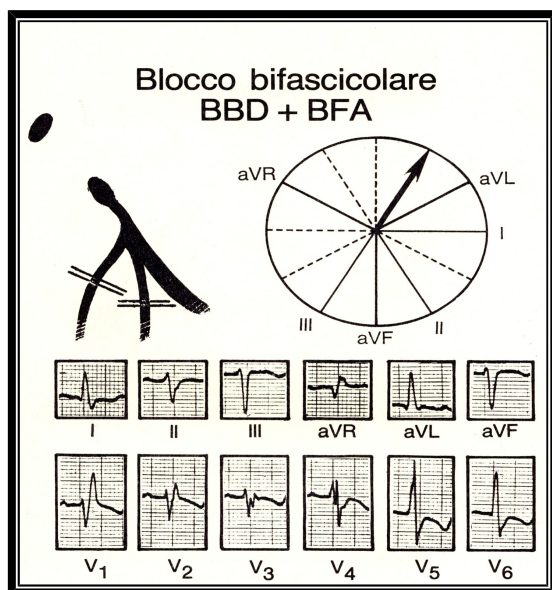 Blocco bifascicolare
BBD + BFA
aVR
aVL
I
III
aVF
II
I
II
III
aVR
aVL
aVF
V1
V2
V3
V4
V5
V6